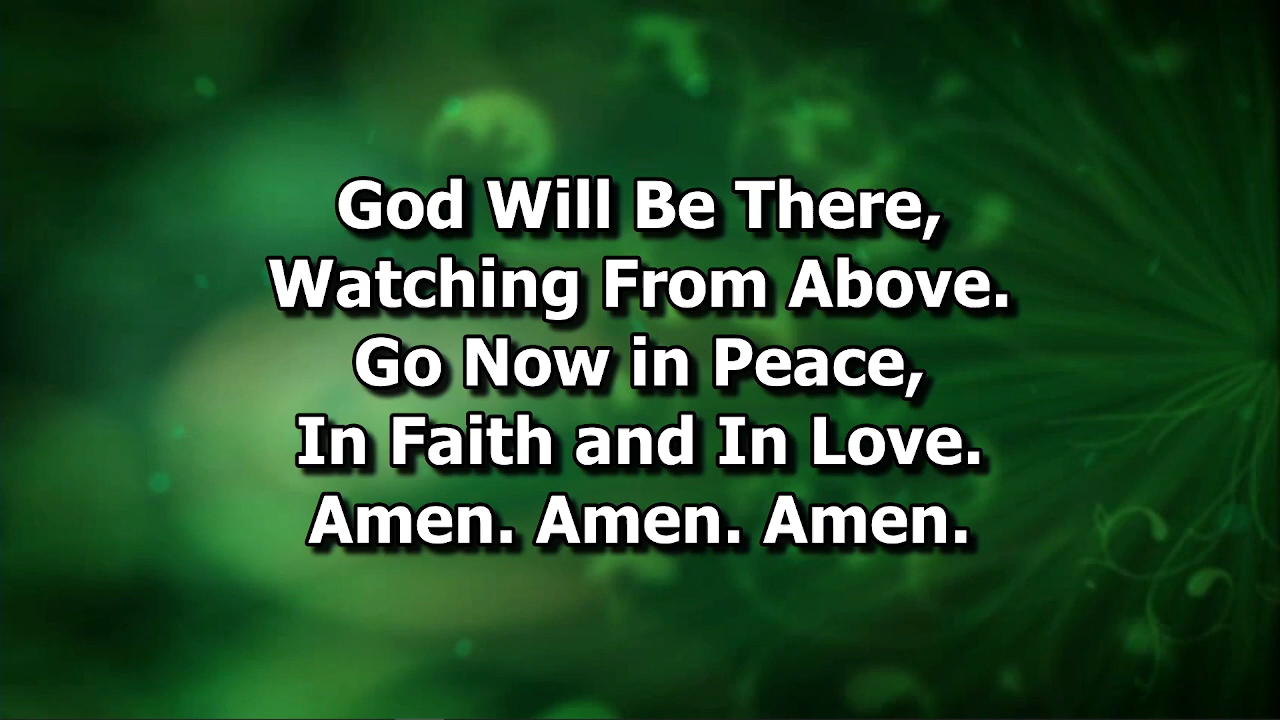 God Will Be There,
Watching From Above.
Go Now in Peace,
In Faith and In Love.
Amen. Amen. Amen.